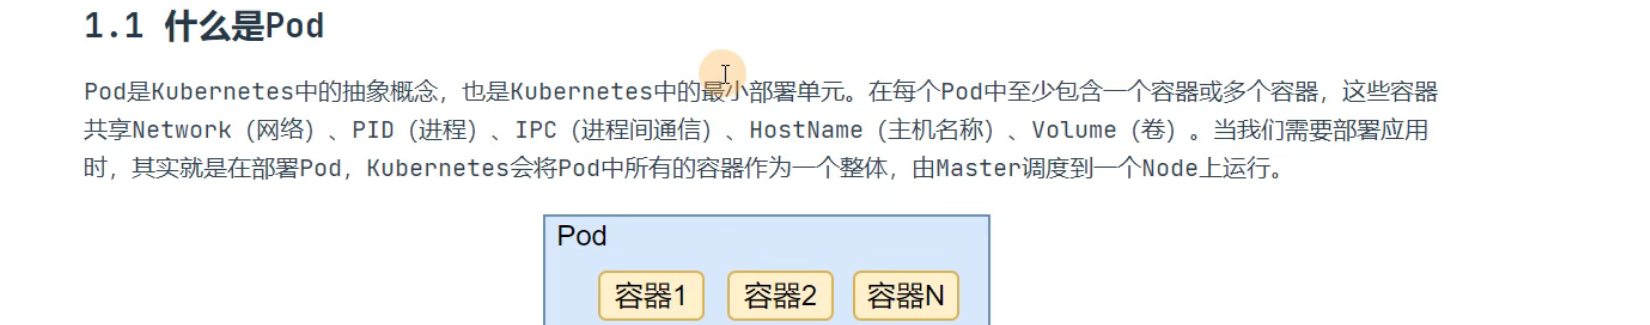 1.1 什么是Pod
Pod是Kubernetes中的抽象概念，也是Kubernetes中的最小部署单元。在每个Pod中至少包含一个容器或多个容器，这些容器
共享Network（网络）、PID（进程）、IPC（进程间通信）、HostName（主机名称）、Volume（卷）。当我们需要部署应用
时，其实就是在部署Pod，Kubernetes会将Pod中所有的容器作为一个整体，由Master调度到一个Node上运行。
Pod
容器1 容器2 容器N